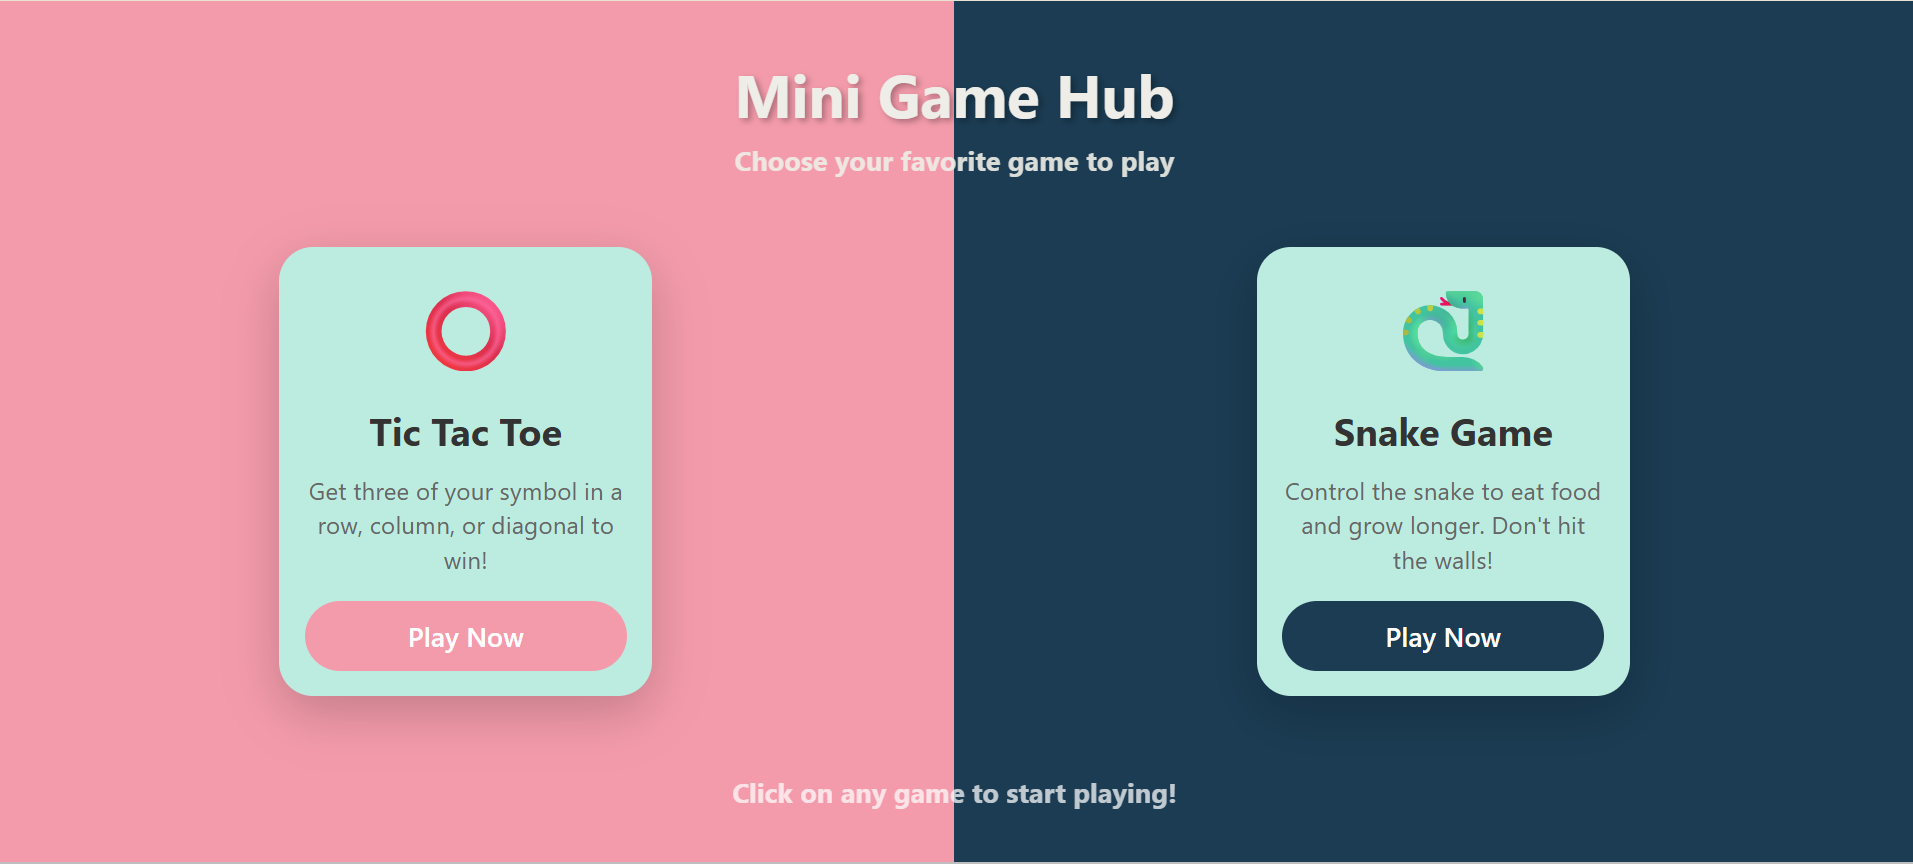 Mini Game Hub
Choose your favorite game to play
Tic Tac Toe
Get three of your symbol in a
row, column, or diagonal to
win!
Play Now
Snake Game
Control the snake to eat food
and grow longer. Don't hit
the walls!
Play Now
Click on any game to start playing!